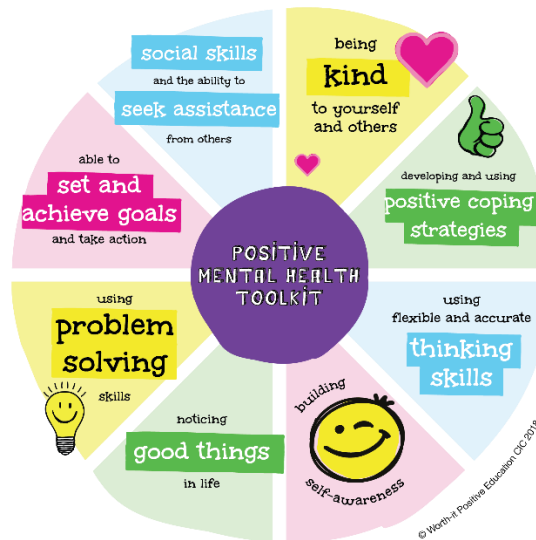 POSITIVE
MENTAL HEALTH
TOOLKIT
being
kind
to yourself
and others
developing and using
positive coping
strategies
using
flexible and accurate
thinking
skills
building
self-awareness
noticing
good things
in life
using
problem
solving
skills
able to
set and
achieve goals
and take action
social skills
and the ability to
seek assistance
from others
© Worth-it Positive Education CIC 2018